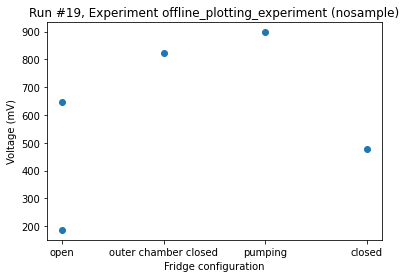 Run #19, Experiment offline_plotting_experiment (nosample)
900
800
700
600
500
400
300
200
Voltage (mV)
open outer chamber closed pumping closed
Fridge configuration